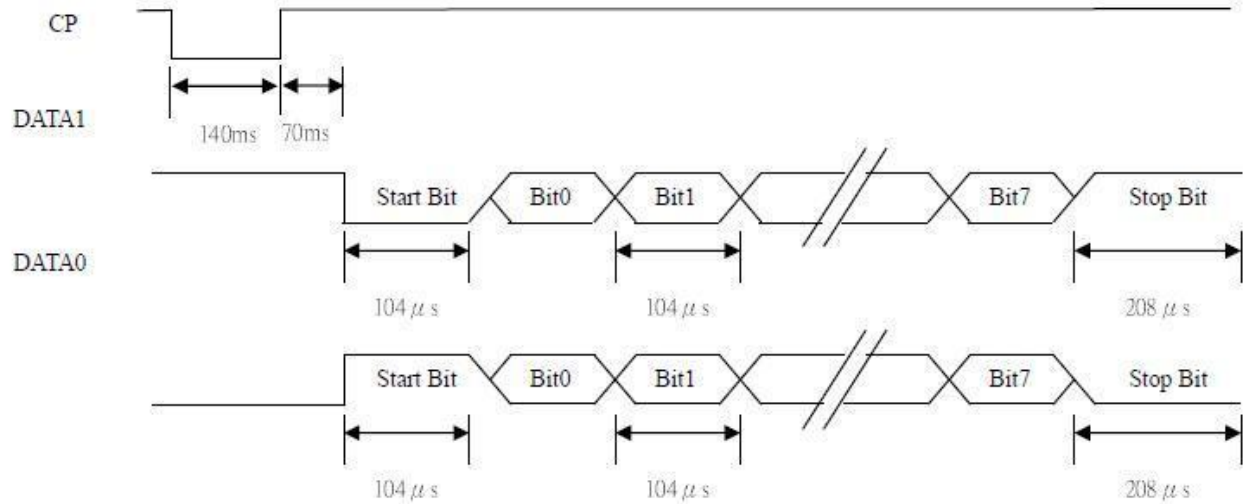 CP
DATA1
140ms 70ms
Start Bit Bit0 Bit1 Bit7 Stop Bit
DATA0
104 μ s 104 μ s 208 μ s
Start Bit Bit0 Bit1 Bit7 Stop Bit
104 μ s 104 μ s 208 μ s